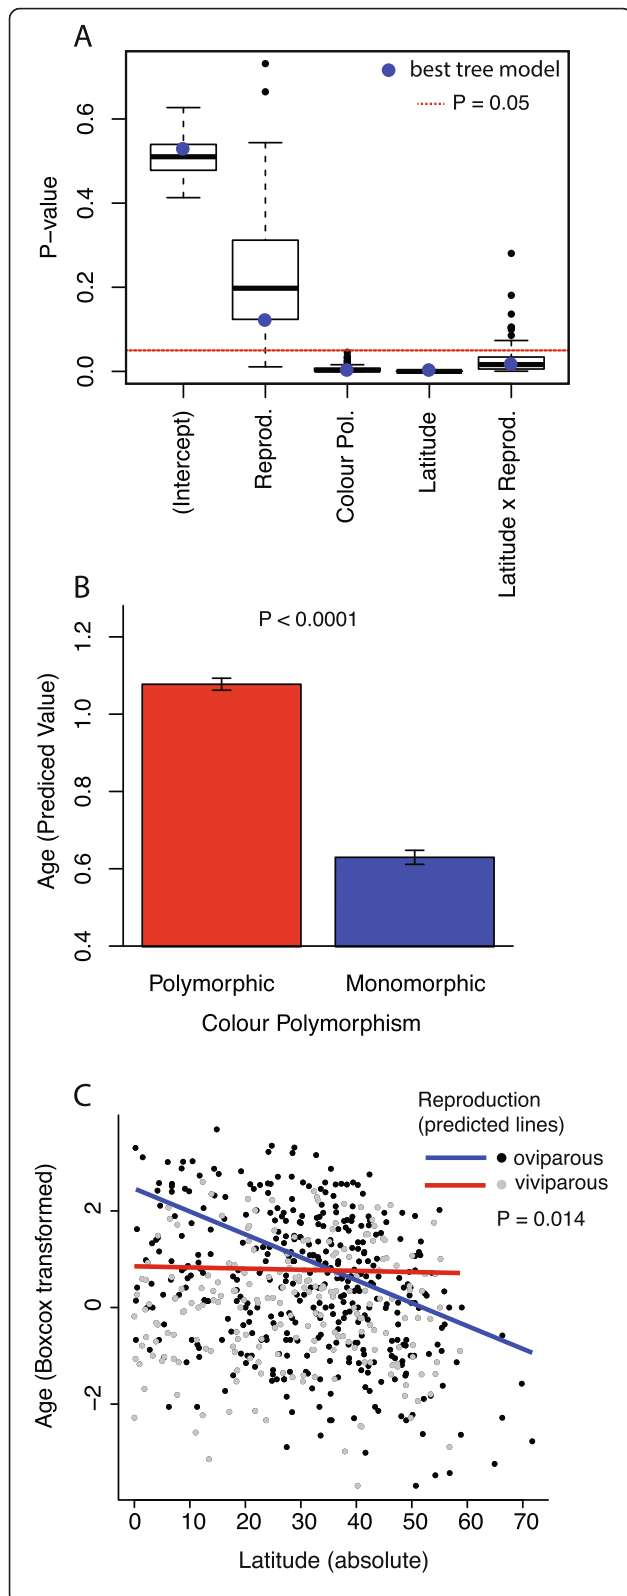 A
best tree model
P = 0.05
P−value
0.6
0.4
0.2
0.0
(Intercept)
Reprod.
Colour Pol.
Latitude
Latitude x Reprod.
B
P < 0.0001
Age (Prediced Value)
1.2
1.0
0.8
0.6
0.4
Polymorphic
Monomorphic
Colour Polymorphism
C
Reproduction
(predicted lines)
oviparous
viviparous
P = 0.014
Age (Boxcox transformed)
2
0
−2
0 10 20 30 40 50 60 70
Latitude (absolute)